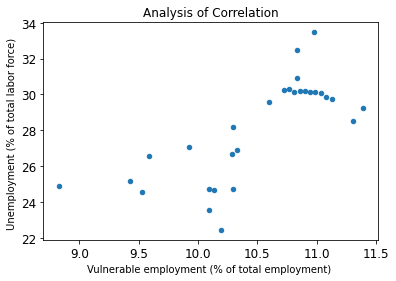 Analysis of Correlation
Unemployment (% of total labor force)
34
32
30
28
26
24
22
9.0 9.5 10.0 10.5 11.0 11.5
Vulnerable employment (% of total employment)